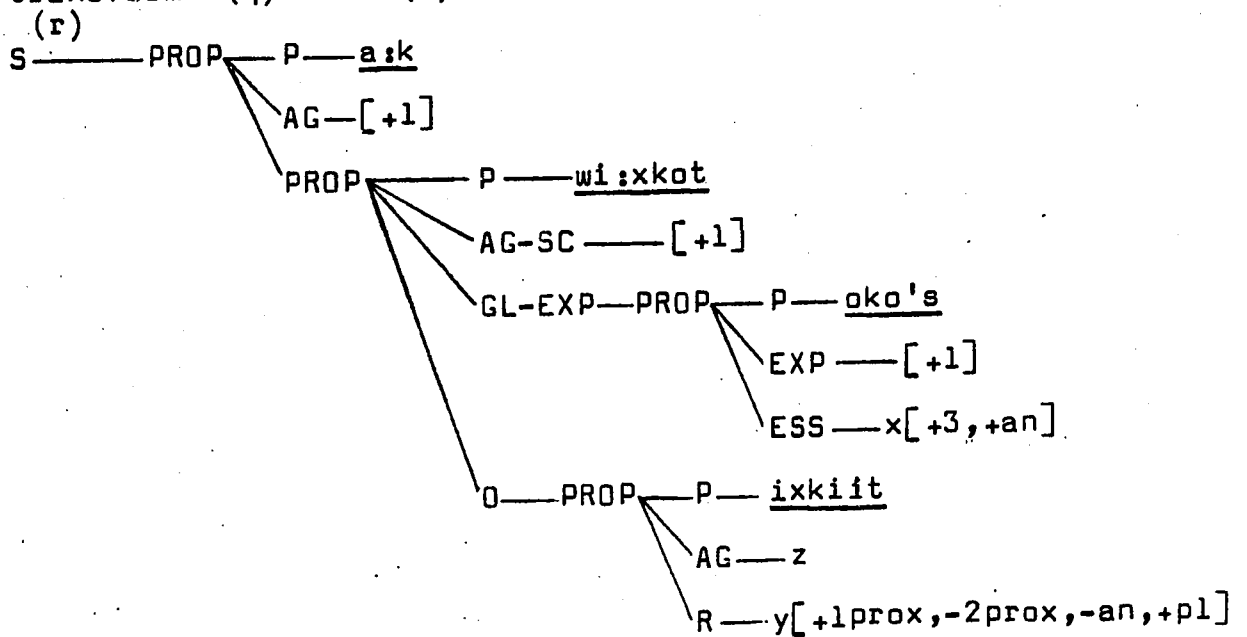 (r)
S PROP P a:k
AG [+1]
PROP P wi:xkot
AG-SC [+1]
GL-EXP PROP P oko's
EXP [+1]
ESS x[+3,+an]
O PROP P ixkiit
AG z
R y[+1prox,-2prox,-an,+pl]